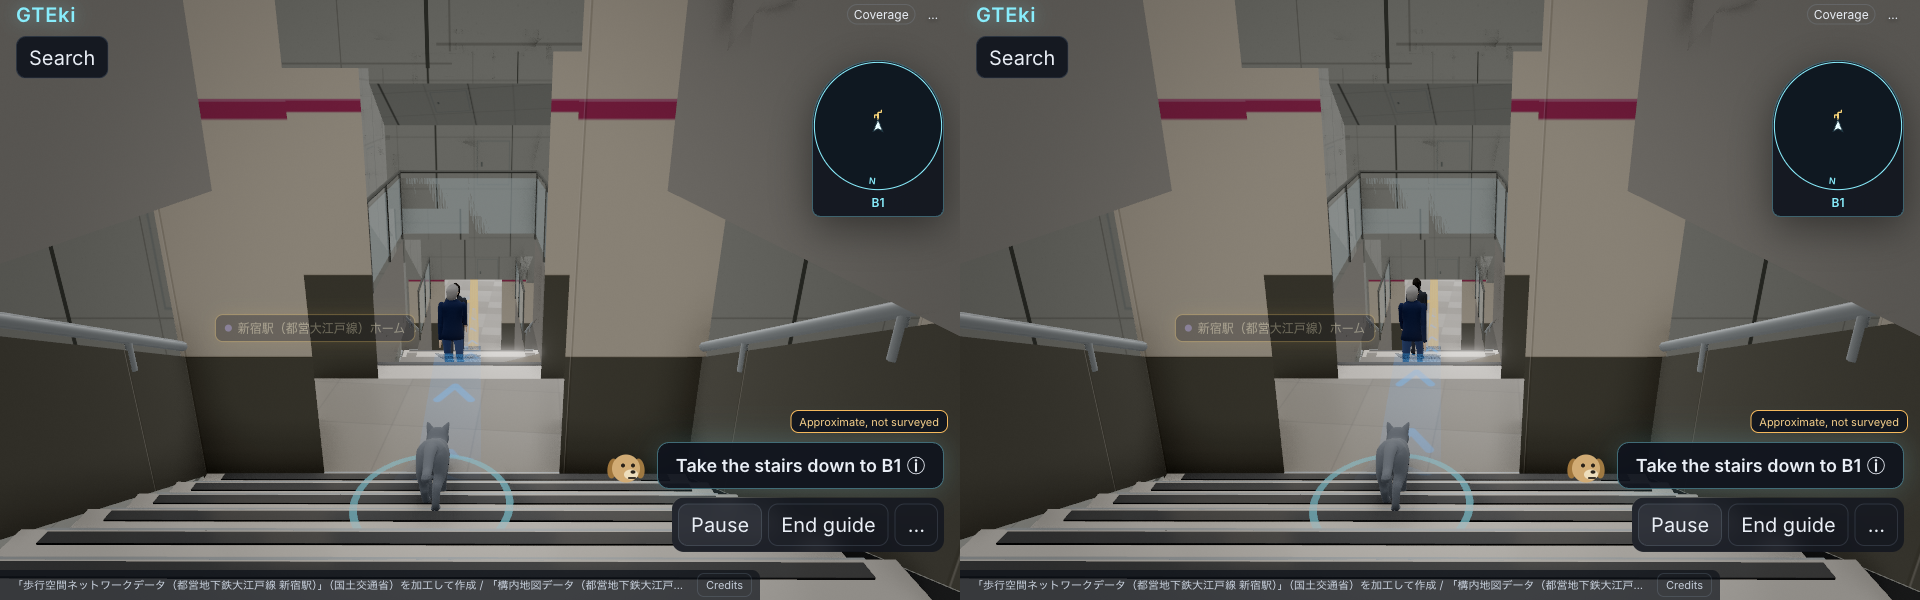 GTEki
Coverage
...
Search
N
B1
新宿駅（都営大江戸線）ホーム
Approximate, not surveyed
Take the stairs down to B1 ⓘ
Pause
End guide
...
「歩行空間ネットワークデータ（都営地下鉄大江戸線 新宿駅）」（国土交通省）を加工して作成 / 「構内地図データ（都営地下鉄大江戸...
Credits
GTEki
Coverage
...
Search
N
B1
新宿駅（都営大江戸線）ホーム
Approximate, not surveyed
Take the stairs down to B1 ⓘ
Pause
End guide
...
「歩行空間ネットワークデータ（都営地下鉄大江戸線 新宿駅）」（国土交通省）を加工して作成 / 「構内地図データ（都営地下鉄大江戸...
Credits